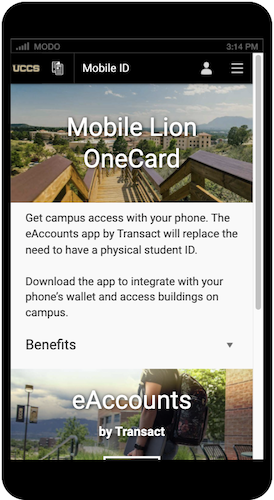 MODO 3:14 PM
UCCS Mobile ID
Mobile Lion
OneCard
Get campus access with your phone. The
eAccounts app by Transact will replace the
need to have a physical student ID.
Download the app to integrate with your
phone's wallet and access buildings on
campus.
Benefits
eAccounts
by Transact